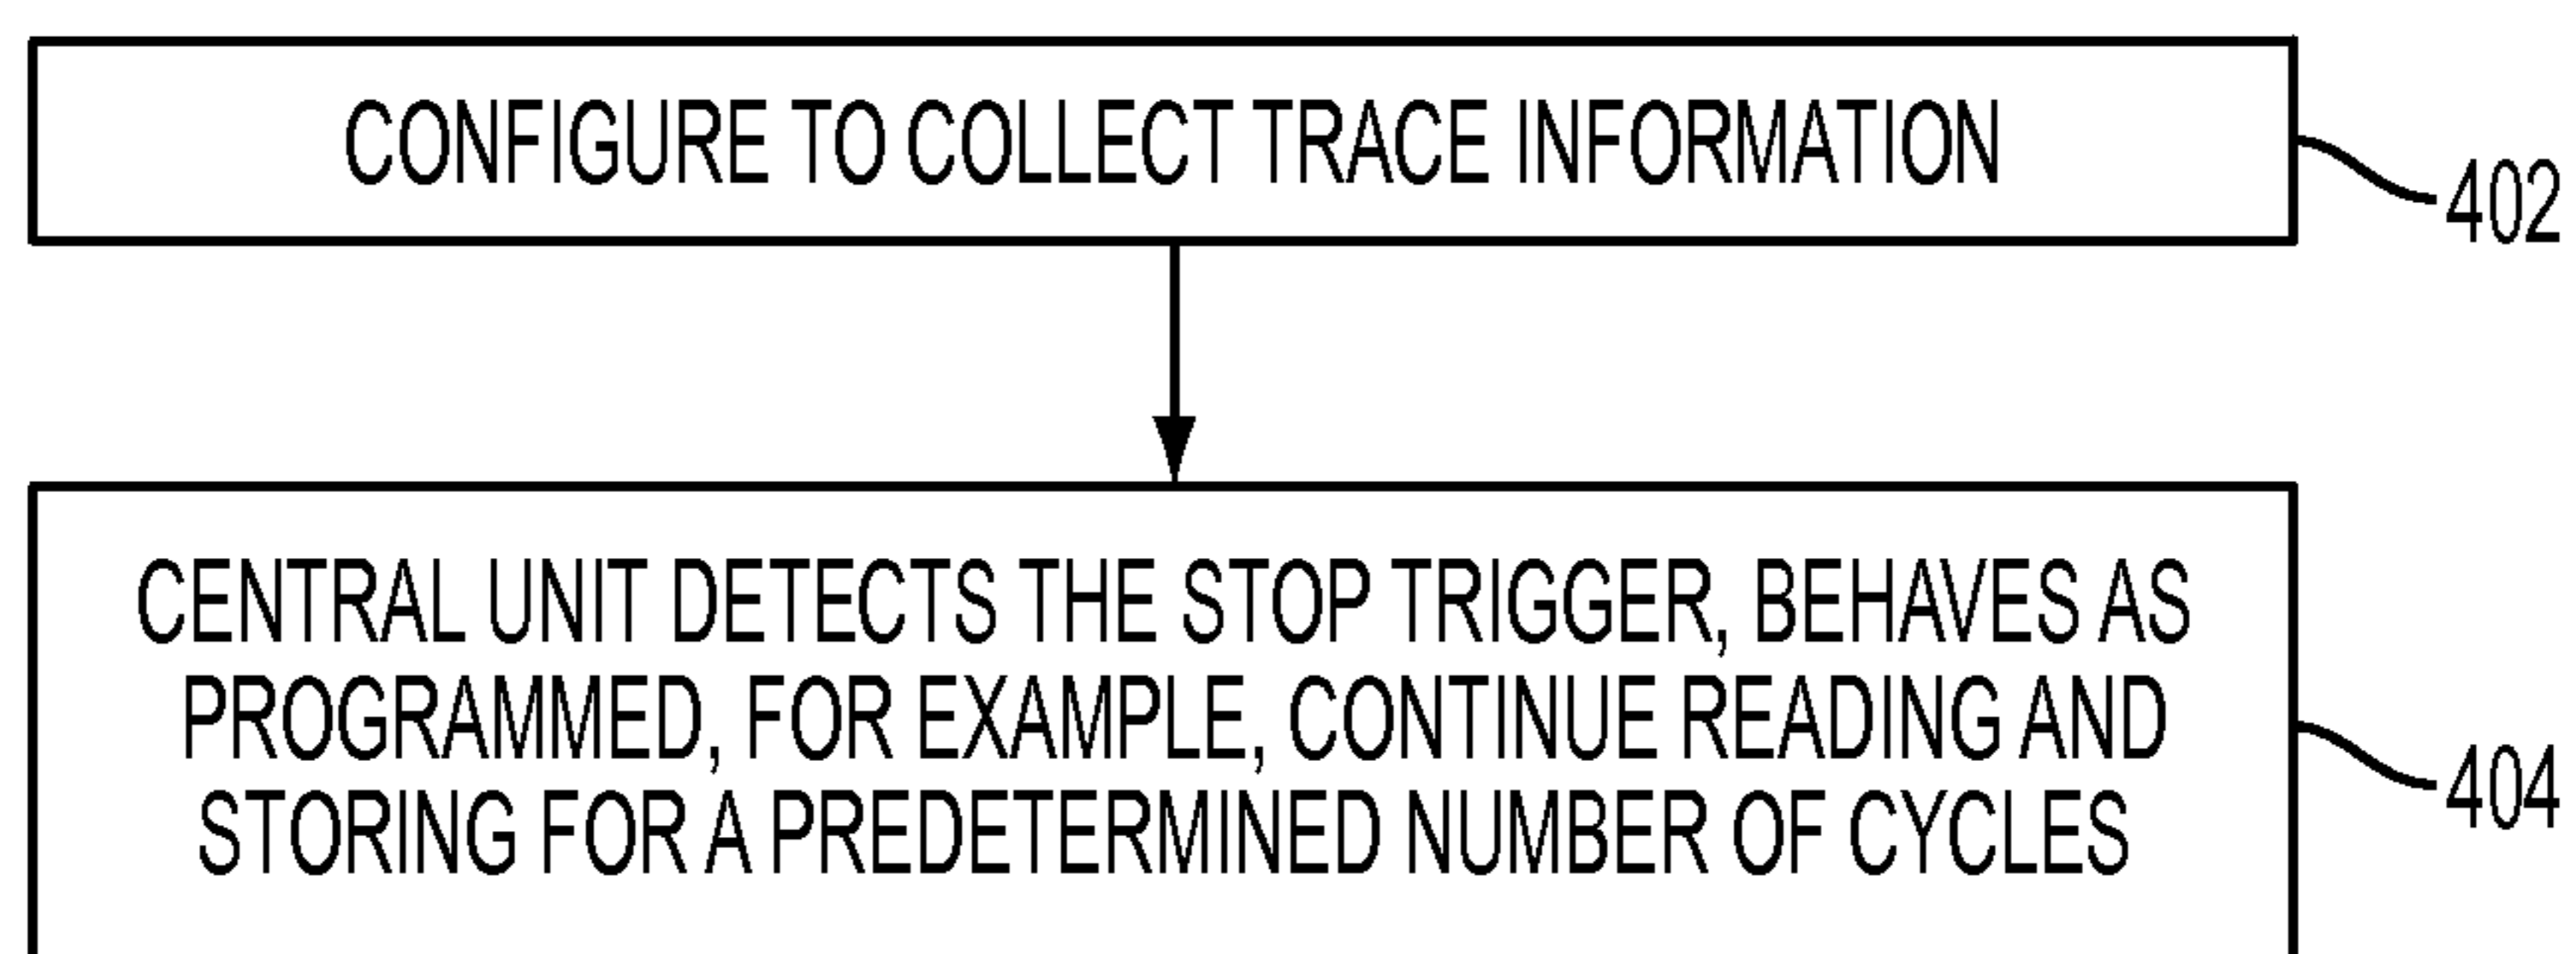 CONFIGURE TO COLLECT TRACE INFORMATION
402
CENTRAL UNIT DETECTS THE STOP TRIGGER, BEHAVES AS
PROGRAMMED, FOR EXAMPLE, CONTINUE READING AND
STORING FOR A PREDETERMINED NUMBER OF CYCLES
404